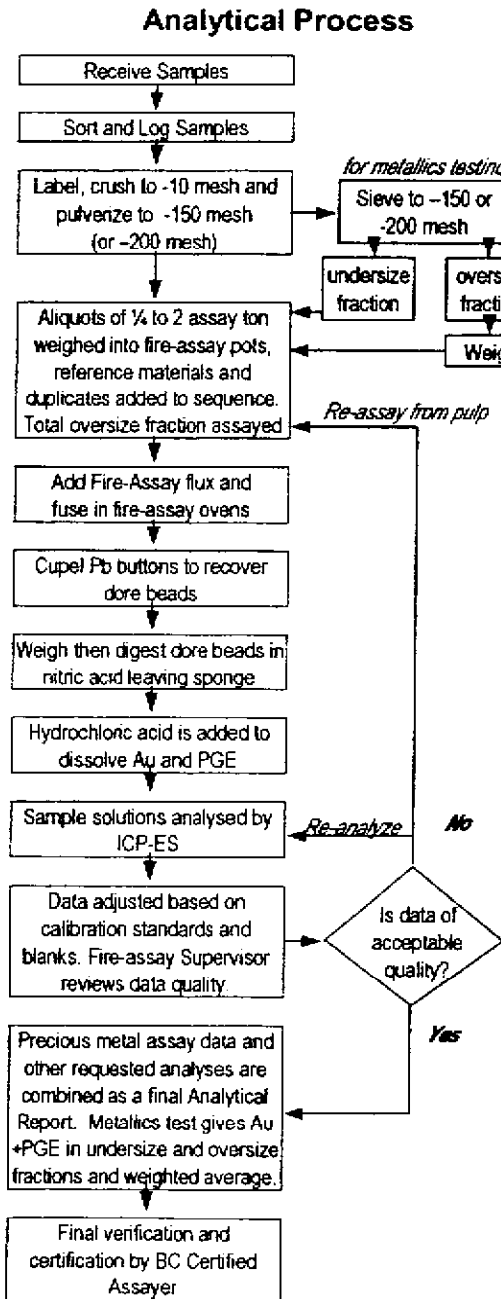 Analytical Process
Receive Samples
Sort and Log Samples
Label, crush to -10 mesh and
pulverize to -150 mesh
(or –200 mesh)
for metallics testing
Sieve to –150 or
-200 mesh
undersize
fraction
overs
fracti
Weig
Aliquots of ¼ to 2 assay ton
weighed into fire-assay pots,
reference materials and
duplicates added to sequence.
Total oversize fraction assayed
Re-assay from pulp
Add Fire-Assay flux and
fuse in fire-assay ovens
Cupel Pb buttons to recover
dore beads
Weigh then digest dore beads in
nitric acid leaving sponge
Hydrochloric acid is added to
dissolve Au and PGE
Sample solutions analysed by
ICP-ES
Re-analyze
No
Data adjusted based on
calibration standards and
blanks. Fire-assay Supervisor
reviews data quality.
Is data of
acceptable
quality?
Yes
Precious metal assay data and
other requested analyses are
combined as a final Analytical
Report. Metallics test gives Au
+PGE in undersize and oversize
fractions and weighted average.
Final verification and
certification by BC Certified
Assayer